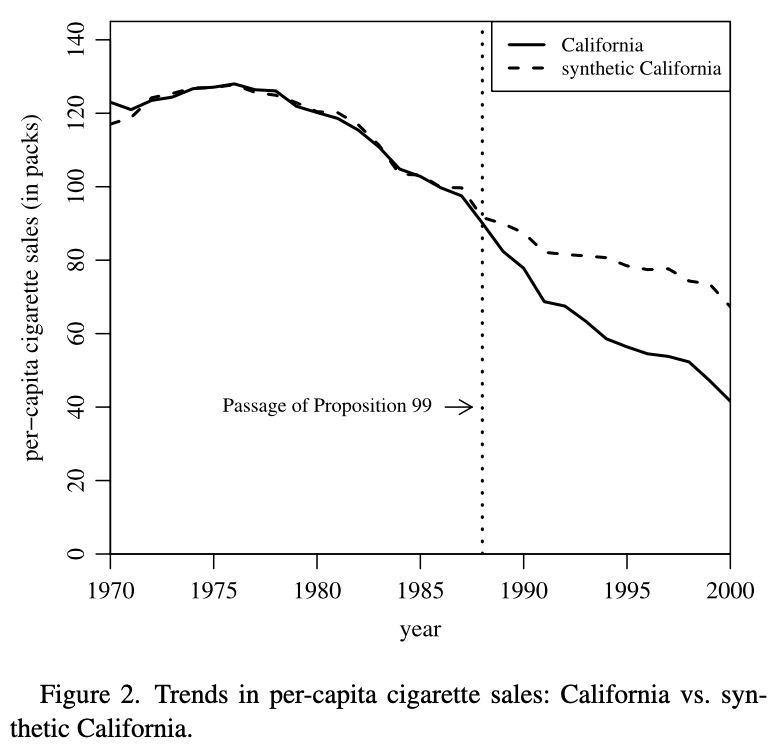 California
synthetic California
per−capita cigarette sales (in packs)
140
120
100
80
60
40
20
0
Passage of Proposition 99
1970 1975 1980 1985 1990 1995 2000
year
Figure 2. Trends in per-capita cigarette sales: California vs. syn-
thetic California.